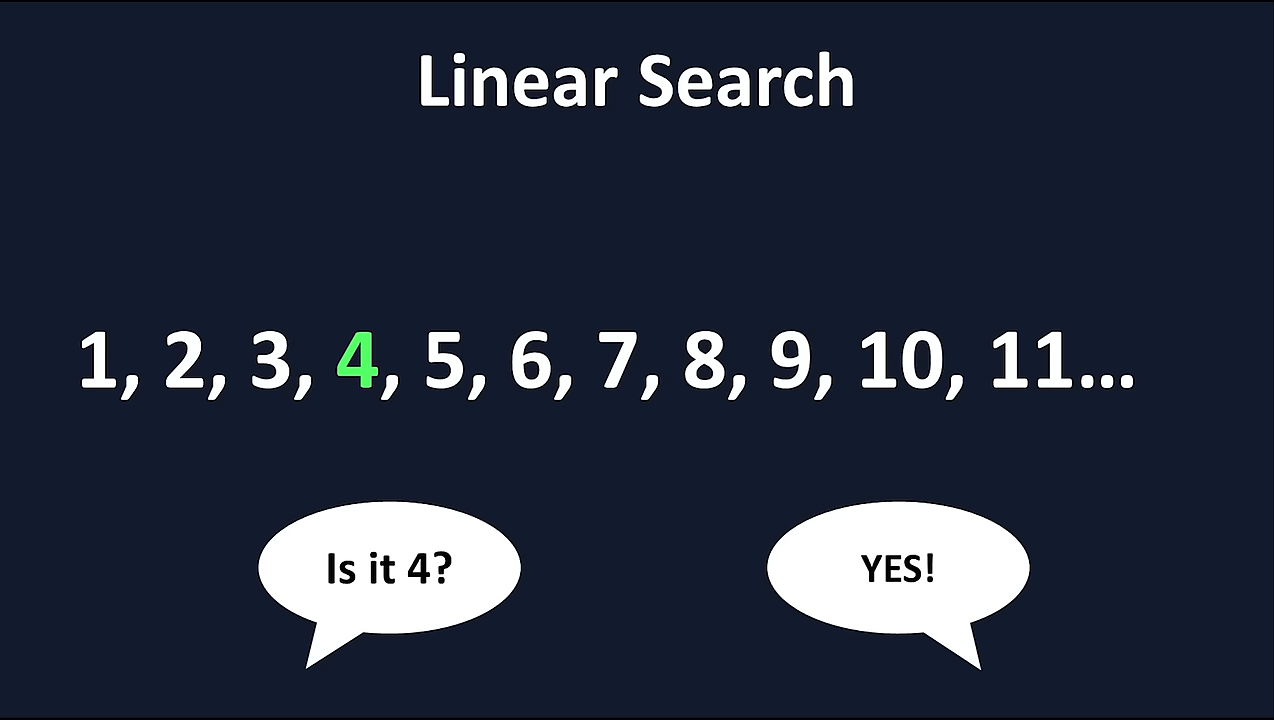 Linear Search
1, 2, 3, 4, 5, 6, 7, 8, 9, 10, 11...
Is it 4?
YES!